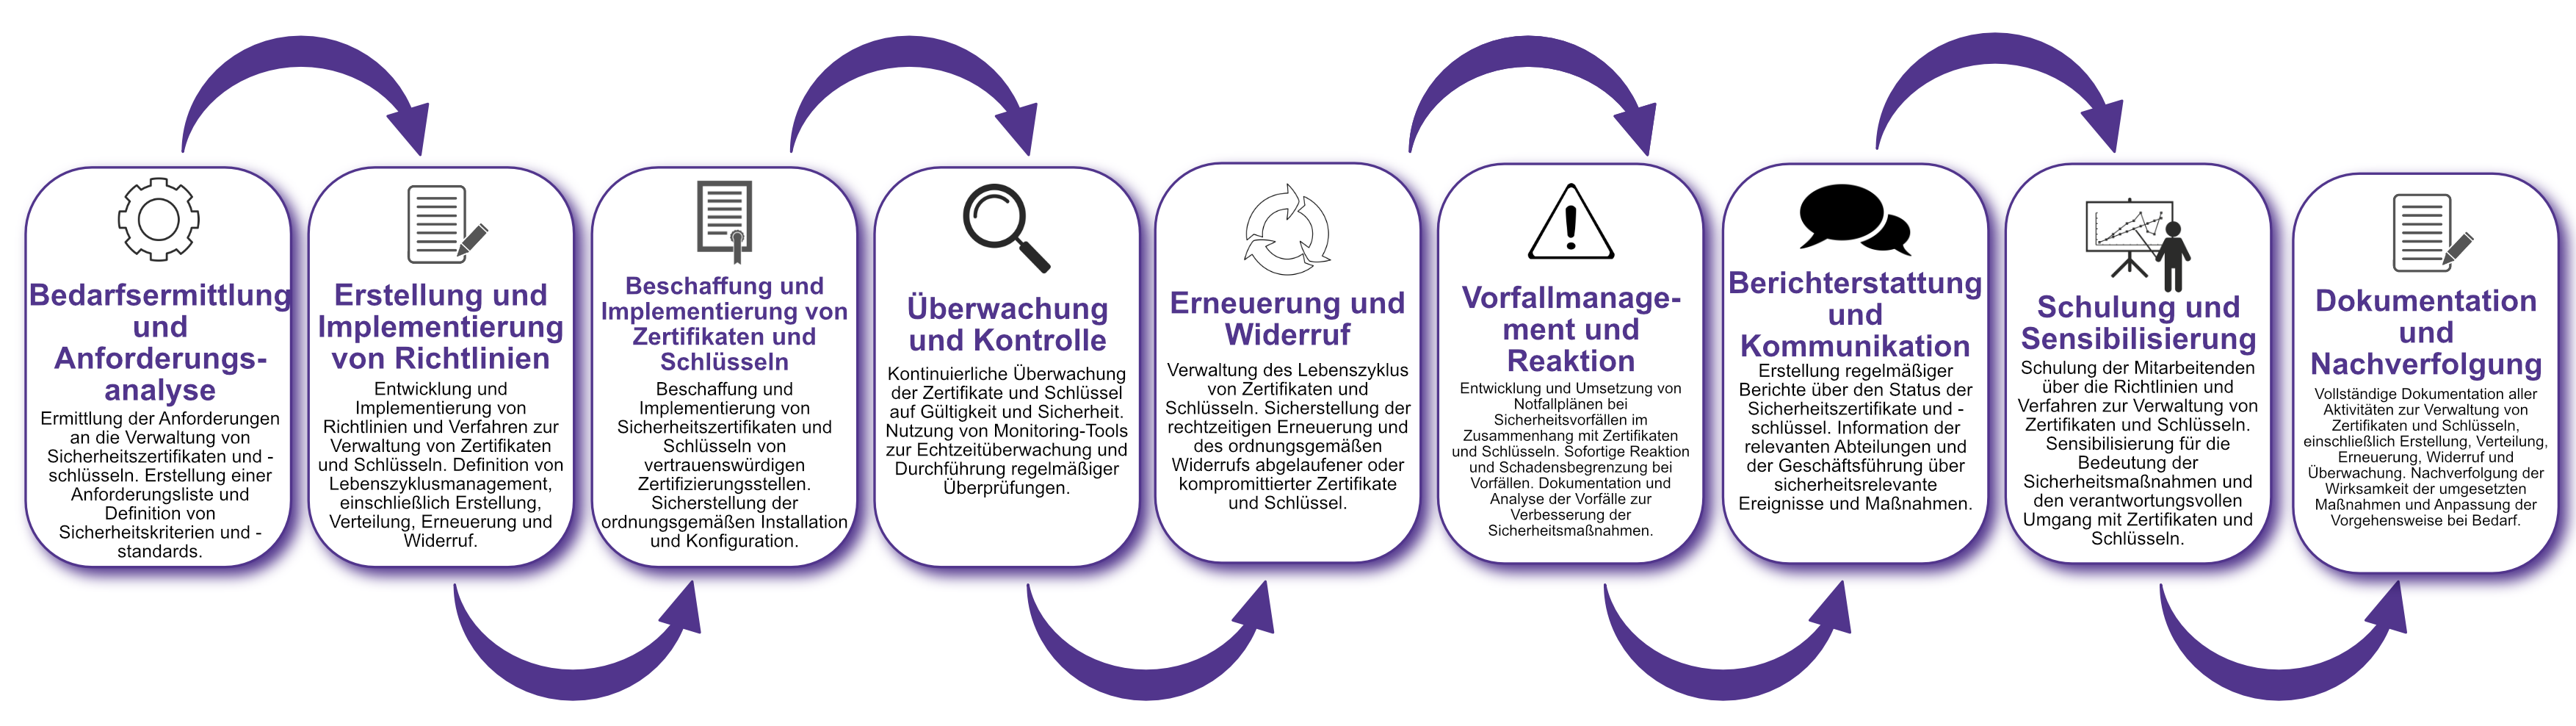 Bedarfsermittlung
und
Anforderungs-
analyse
Ermittlung der Anforderungen
an die Verwaltung von
Sicherheitszertifikaten und -
schlüsseln. Erstellung einer
Anforderungsliste und
Definition von
Sicherheitskriterien und -
standards.
Erstellung und
Implementierung
von Richtlinien
Entwicklung und
Implementierung von
Richtlinien und Verfahren zur
Verwaltung von Zertifikaten
und Schlüsseln. Definition von
Lebenszyklusmanagement,
einschließlich Erstellung,
Verteilung, Erneuerung und
Widerruf.
Beschaffung und
Implementierung von
Zertifikaten und
Schlüsseln
Beschaffung und
Implementierung von
Sicherheitszertifikaten und
Schlüsseln von
vertrauenswürdigen
Zertifizierungsstellen.
Sicherstellung der
ordnungsgemäßen Installation
und Konfiguration.
Überwachung
und Kontrolle
Kontinuierliche Überwachung
der Zertifikate und Schlüssel
auf Gültigkeit und Sicherheit.
Nutzung von Monitoring-Tools
zur Echtzeitüberwachung und
Durchführung regelmäßiger
Überprüfungen.
Erneuerung und
Widerruf
Verwaltung des Lebenszyklus
von Zertifikaten und
Schlüsseln. Sicherstellung der
rechtzeitigen Erneuerung und
des ordnungsgemäßen
Widerrufs abgelaufener oder
kompromittierter Zertifikate
und Schlüssel.
Vorfallmanage-
ment und
Reaktion
Entwicklung und Umsetzung von
Notfallplänen bei
Sicherheitsvorfällen im
Zusammenhang mit Zertifikaten
und Schlüsseln. Sofortige Reaktion
und Schadensbegrenzung bei
Vorfällen. Dokumentation und
Analyse der Vorfälle zur
Verbesserung der
Sicherheitsmaßnahmen.
Berichterstattung
und
Kommunikation
Erstellung regelmäßiger
Berichte über den Status der
Sicherheitszertifikate und -
schlüssel. Information der
relevanten Abteilungen und
der Geschäftsführung über
sicherheitsrelevante
Ereignisse und Maßnahmen.
Schulung und
Sensibilisierung
Schulung der Mitarbeitenden
über die Richtlinien und
Verfahren zur Verwaltung von
Zertifikaten und Schlüsseln.
Sensibilisierung für die
Bedeutung der
Sicherheitsmaßnahmen und
den verantwortungsvollen
Umgang mit Zertifikaten und
Schlüsseln.
Dokumentation
und
Nachverfolgung
Vollständige Dokumentation aller
Aktivitäten zur Verwaltung von
Zertifikaten und Schlüsseln,
einschließlich Erstellung, Verteilung,
Erneuerung, Widerruf und
Überwachung. Nachverfolgung der
Wirksamkeit der umgesetzten
Maßnahmen und Anpassung der
Vorgehensweise bei Bedarf.